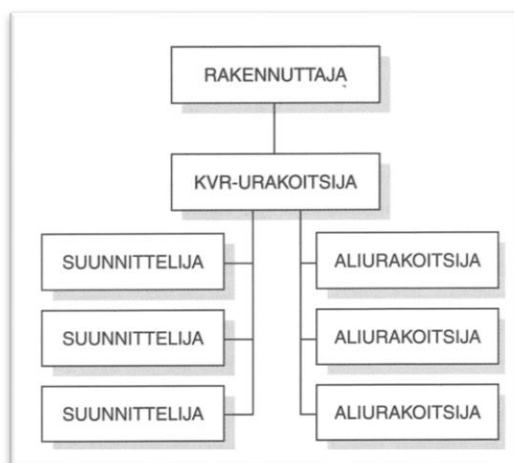 RAKENNUTTAJA
KVR-URAKOITSIJA
SUUNNITTELIJA
ALIURAKOITSIJA
SUUNNITTELIJA
ALIURAKOITSIJA
SUUNNITTELIJA
ALIURAKOITSIJA